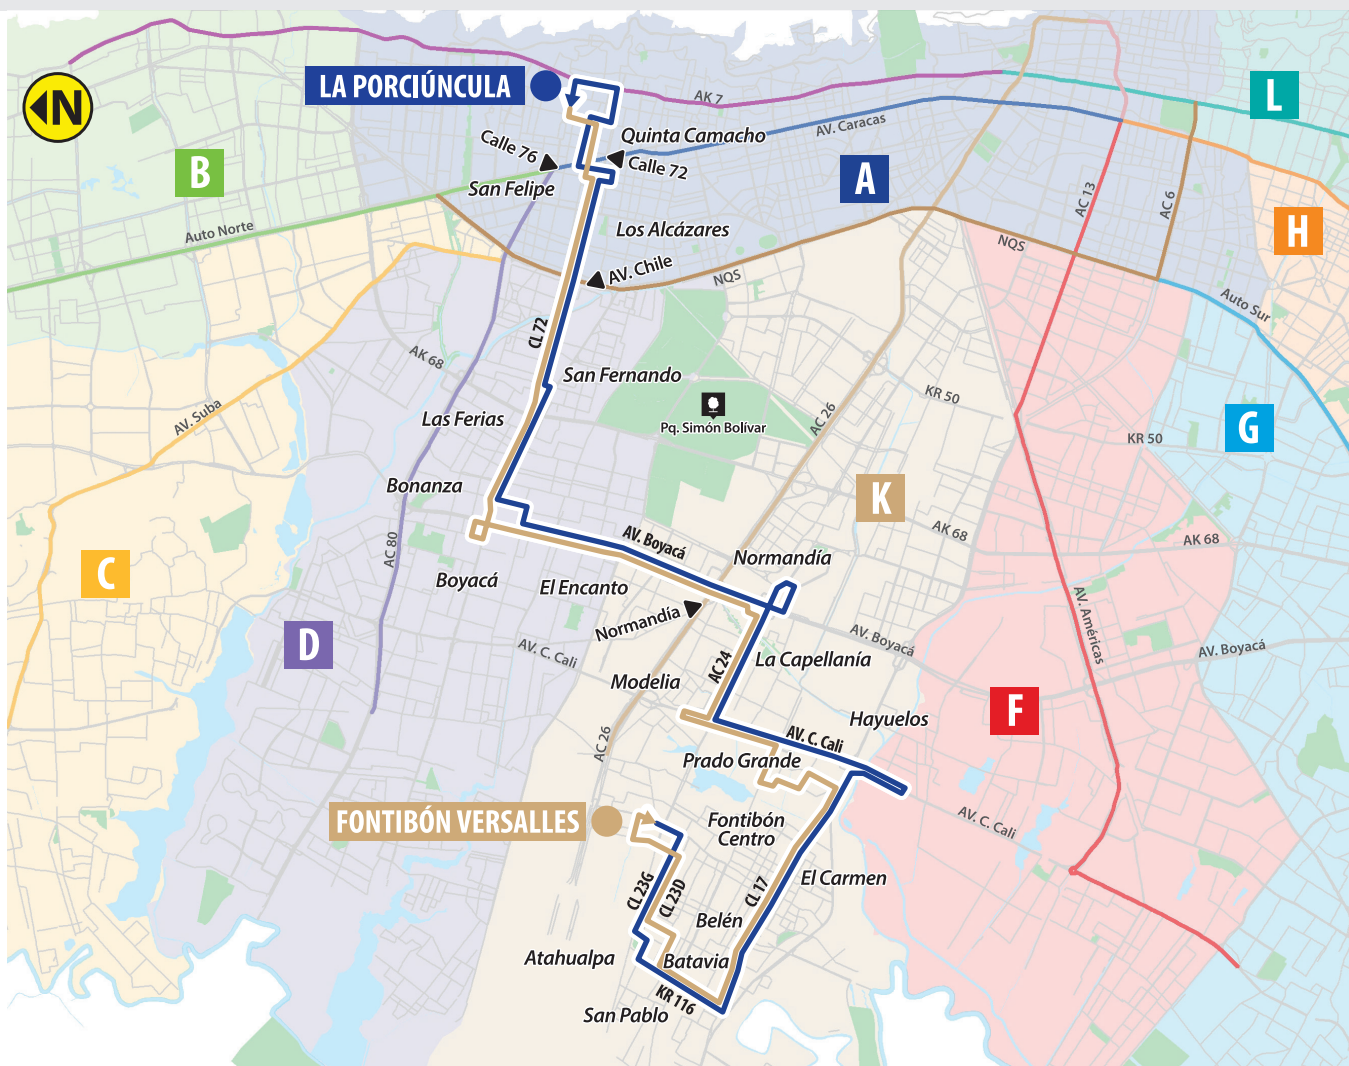 N
LA PORCIÚNCULA
AK 7
L
Quinta Camacho
AV. Caracas
Calle 76
Calle 72
B
San Felipe
A
AC 13
AC 6
Auto Norte
Los Alcázares
H
NQS
AV. Chile
NQS
Auto Sur
CL 72
AK 68
San Fernando
KR 50
AV. Suba
Las Ferias
Pq. Simón Bolívar
AC 26
G
KR 50
Bonanza
K
AV. Boyacá
AK 68
AK 68
AC 80
Normandía
C
Boyacá
El Encanto
Normandía
AV. Américas
D
AV. C. Cali
AV. Boyacá
AV. Boyacá
AC 24
La Capellanía
Modelia
F
Hayuelos
AC 26
AV. C. Cali
Prado Grande
FONTIBÓN VERSALLES
Fontibón
Centro
AV. C. Cali
CL 23G
CL 23D
CL 17
El Carmen
Belén
Atahualpa
Batavia
KR 116
San Pablo